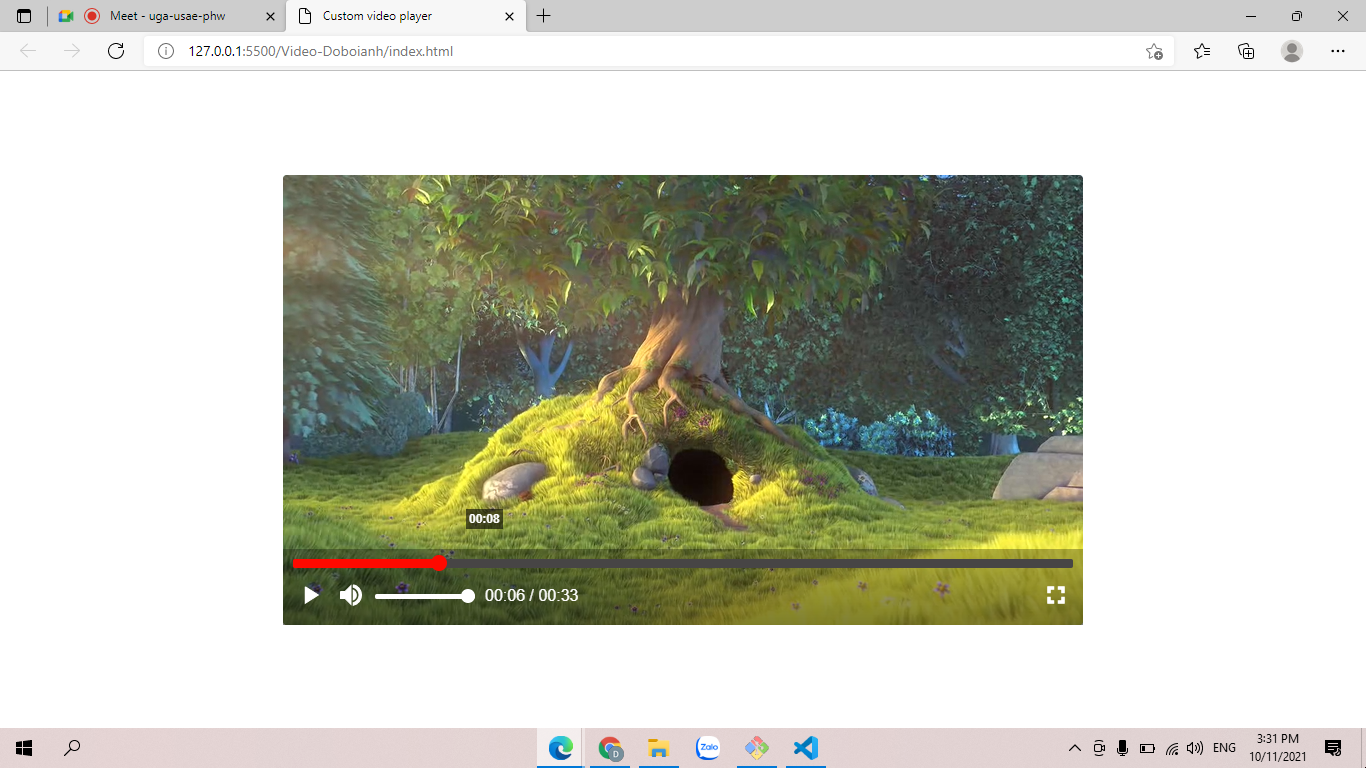 Meet - uga-usae-phw
Custom video player
127.0.0.1:5500/Video-Doboianh/index.html
00:08
00:06 / 00:33
D
Zalo
ENG
3:31 PM
10/11/2021